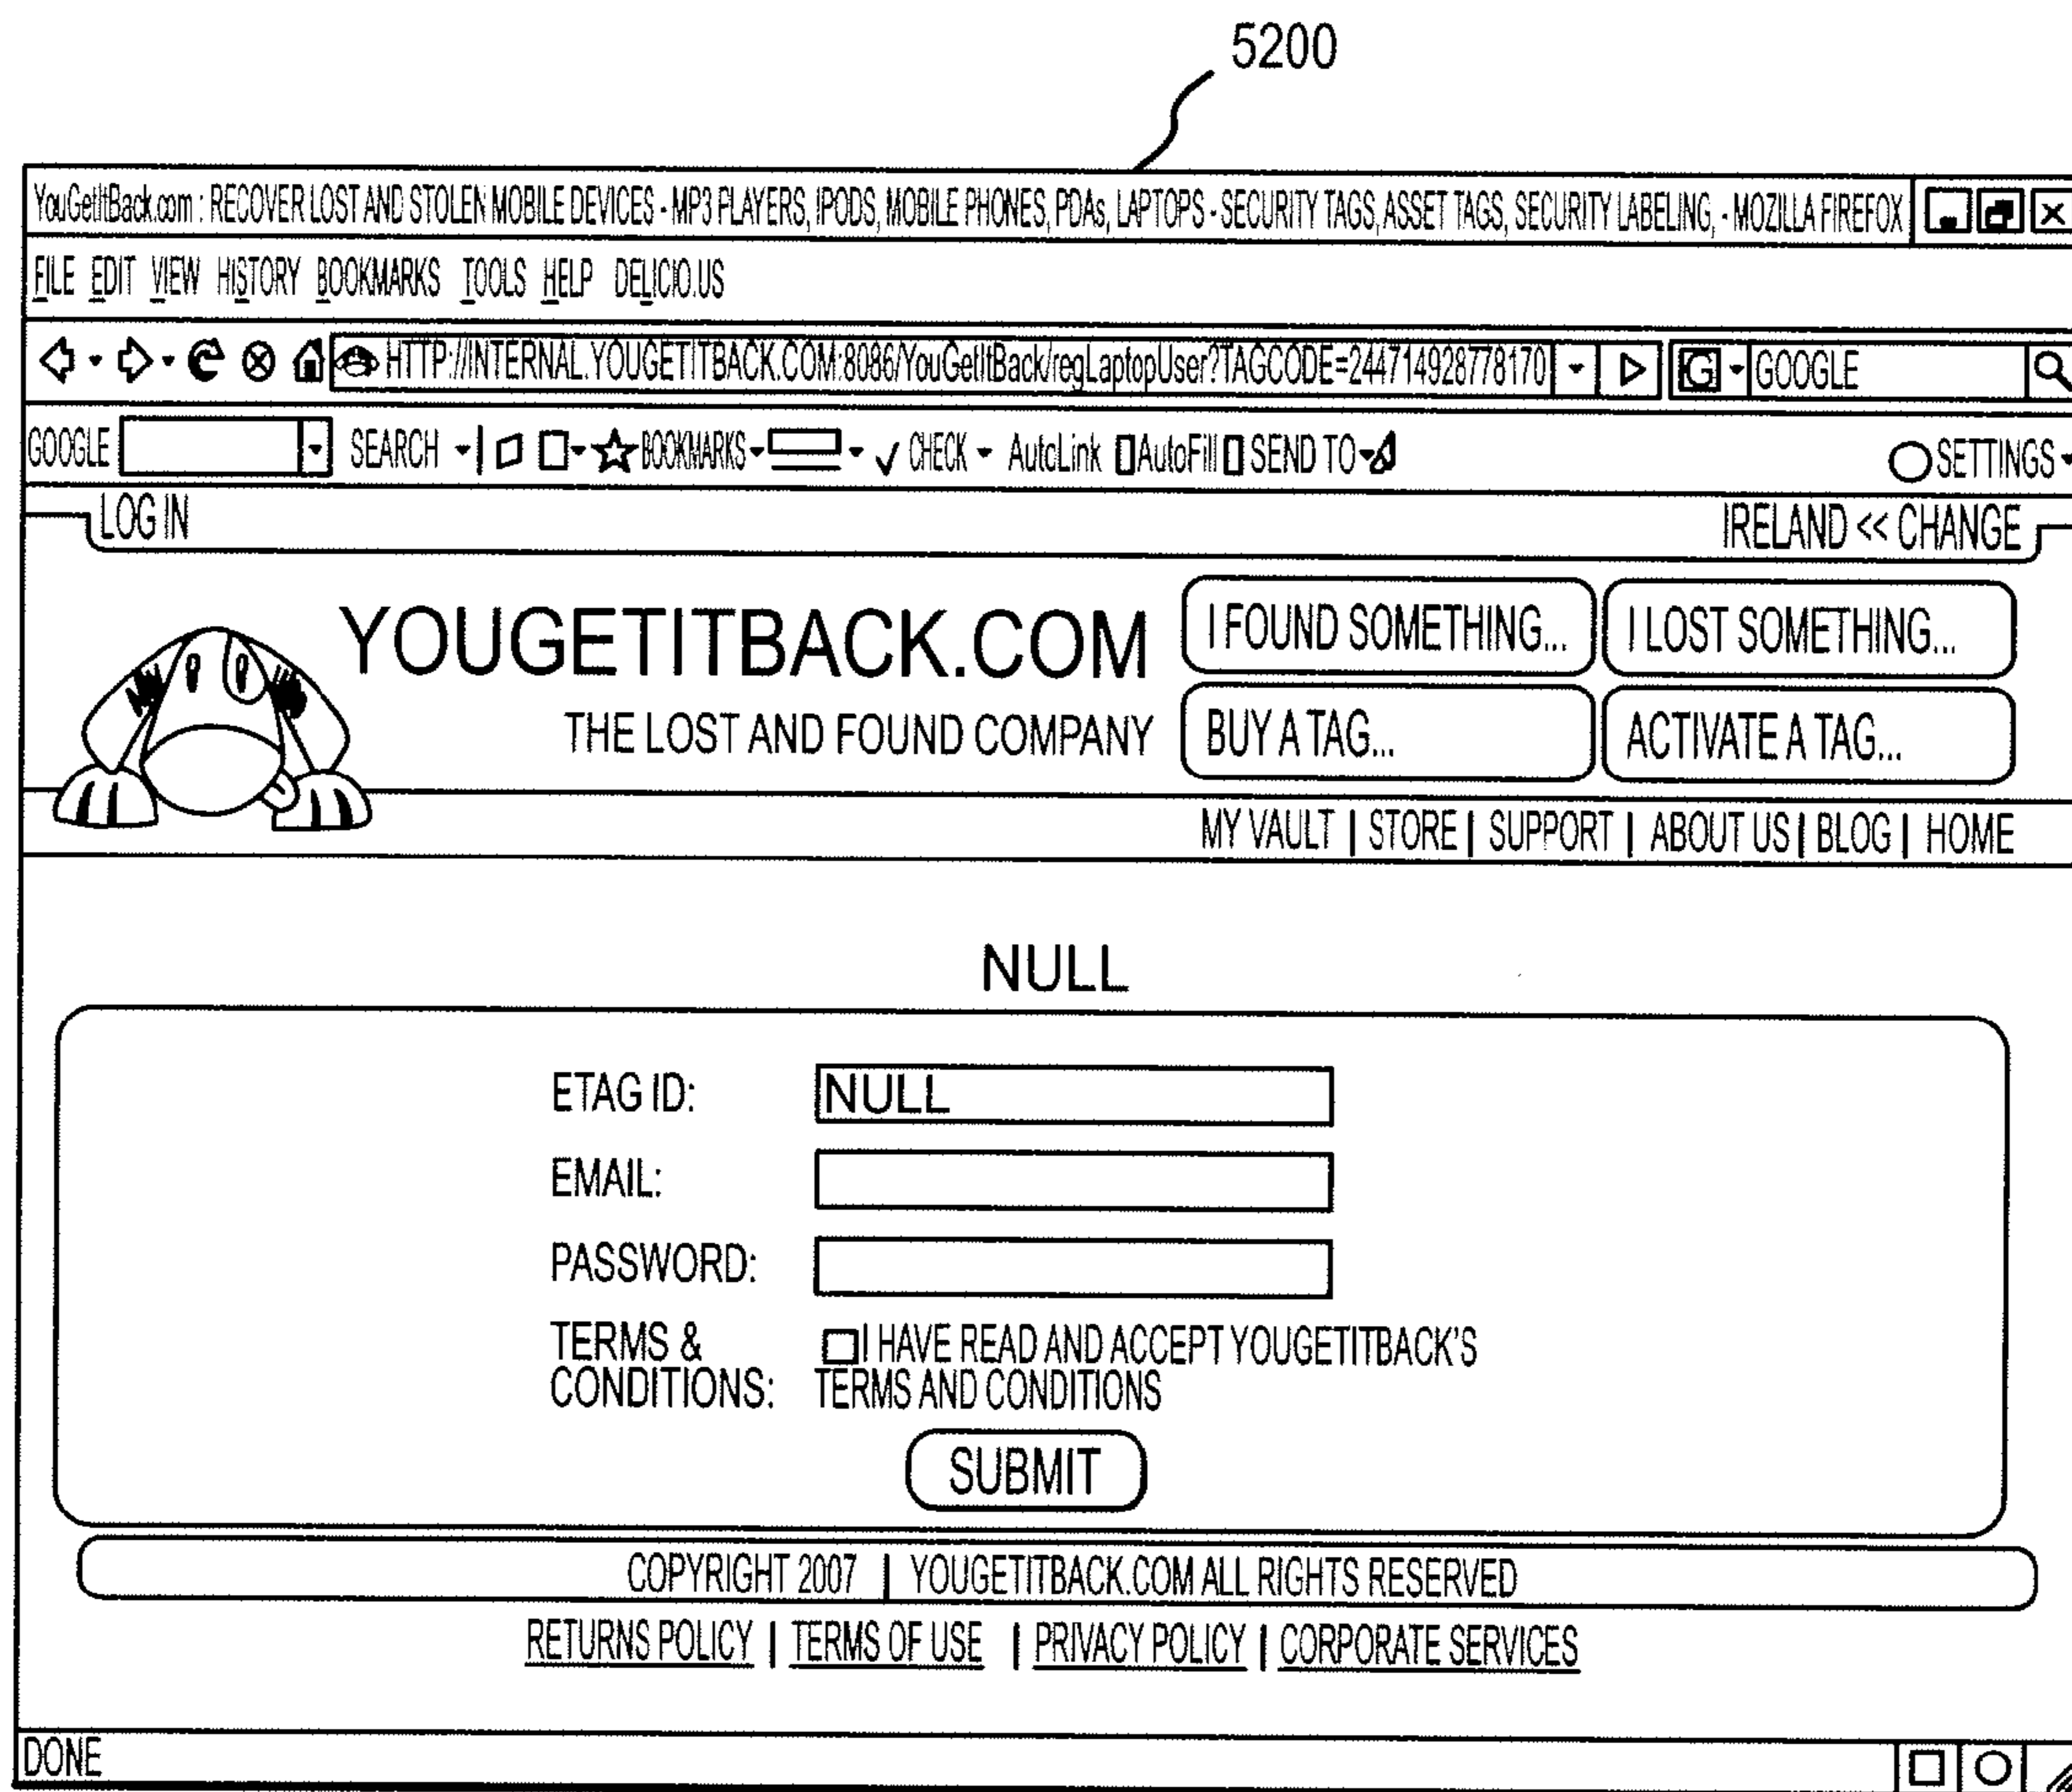 5200
YouGetItBack.com : RECOVER LOST AND STOLEN MOBILE DEVICES - MP3 PLAYERS, IPODS, MOBILE PHONES, PDAs, LAPTOPS - SECURITY TAGS, ASSET TAGS, SECURITY LABELING, - MOZILLA FIREFOX
FILE EDIT VIEW HISTORY BOOKMARKS TOOLS HELP DELICIO.US
HTTP://INTERNAL.YOUGETITBACK.COM:8086/YouGetItBack/regLaptopUser?TAGCODE=244714928778170 G GOOGLE
GOOGLE SEARCH BOOKMARKS CHECK AutoLink AutoFill SEND TO SETTINGS
LOG IN IRELAND << CHANGE
YOUGETITBACK.COM
THE LOST AND FOUND COMPANY
I FOUND SOMETHING... I LOST SOMETHING...
BUY A TAG... ACTIVATE A TAG...
MY VAULT | STORE | SUPPORT | ABOUT US | BLOG | HOME
NULL
ETAG ID: NULL
EMAIL:
PASSWORD:
TERMS & CONDITIONS: I HAVE READ AND ACCEPT YOUGETITBACK'S
TERMS AND CONDITIONS
SUBMIT
COPYRIGHT 2007 | YOUGETITBACK.COM ALL RIGHTS RESERVED
RETURNS POLICY | TERMS OF USE | PRIVACY POLICY | CORPORATE SERVICES
DONE